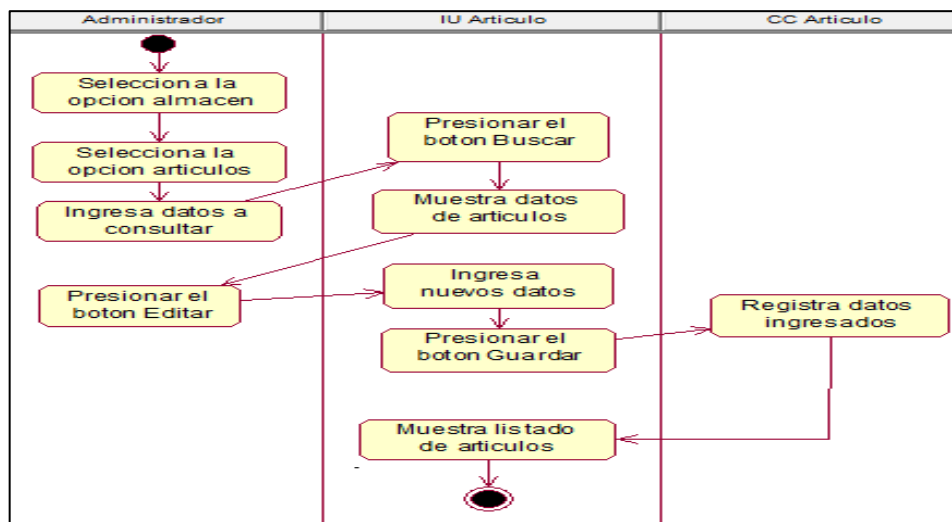 Administrador
IU Articulo
CC Articulo
Selecciona la
opcion almacen
Selecciona la
opcion articulos
Ingresa datos a
consultar
Presionar el
boton Buscar
Muestra datos
de articulos
Presionar el
boton Editar
Ingresa
nuevos datos
Presionar el
boton Guardar
Registra datos
ingresados
Muestra listado
de articulos